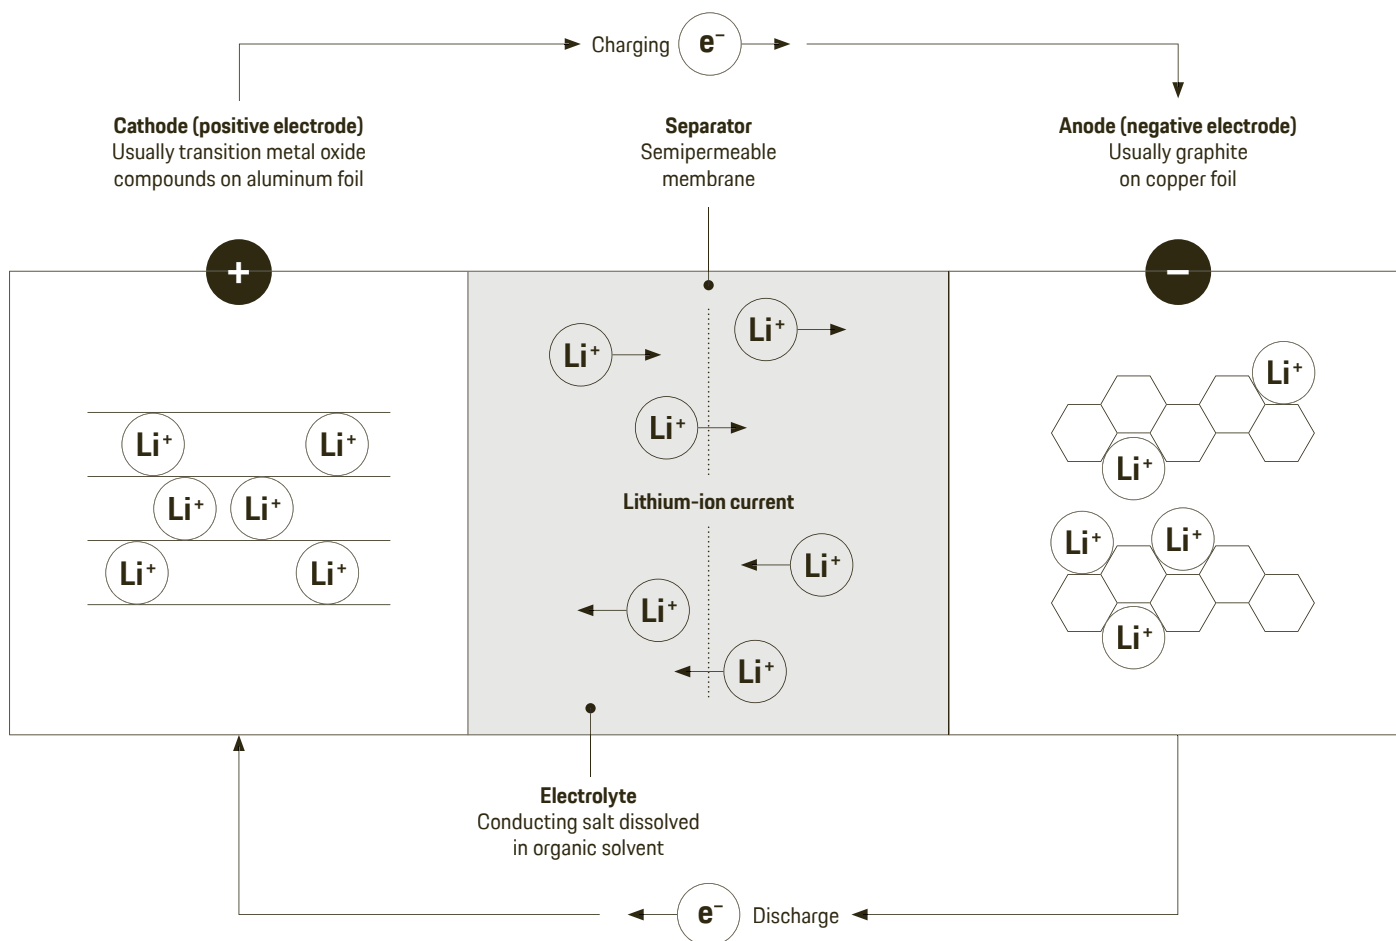 Charging
e⁻
Cathode (positive electrode)
Usually transition metal oxide
compounds on aluminum foil
Separator
Semipermeable
membrane
Anode (negative electrode)
Usually graphite
on copper foil
+
−
Li⁺
Li⁺
Li⁺
Li⁺
Li⁺
Li⁺
Li⁺
Li⁺
Li⁺
Lithium-ion current
Li⁺
Li⁺
Li⁺
Li⁺
Li⁺
Li⁺
Li⁺
Li⁺
Electrolyte
Conducting salt dissolved
in organic solvent
e⁻
Discharge